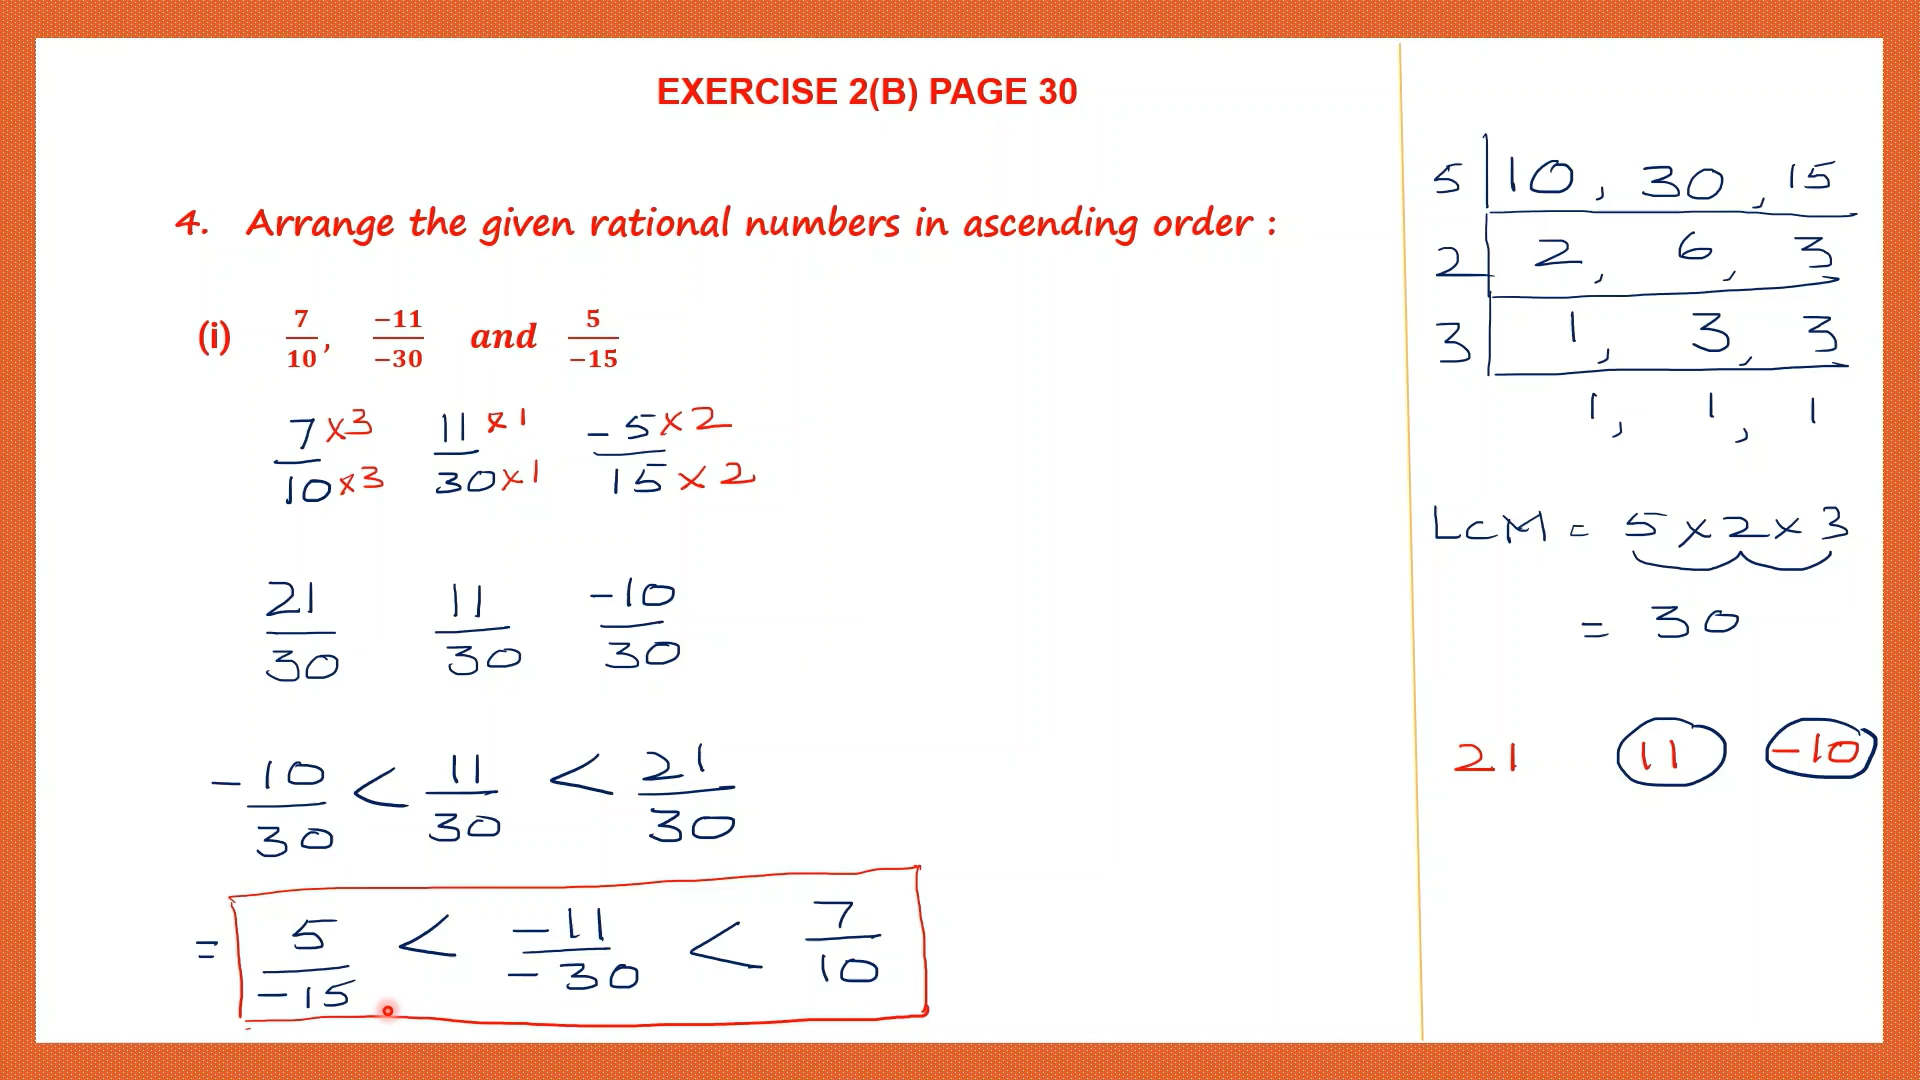 EXERCISE 2(B) PAGE 30
4. Arrange the given rational numbers in ascending order :
(i) 7/10, -11/-30 and 5/-15
7×3/10×3 11×1/30×1 -5×2/15×2
21/30 11/30 -10/30
-10/30 < 11/30 < 21/30
= 5/-15 < -11/-30 < 7/10
5 | 10, 30, 15
2 | 2, 6, 3
3 | 1, 3, 3
1, 1, 1
LCM = 5×2×3
= 30
21 11 -10